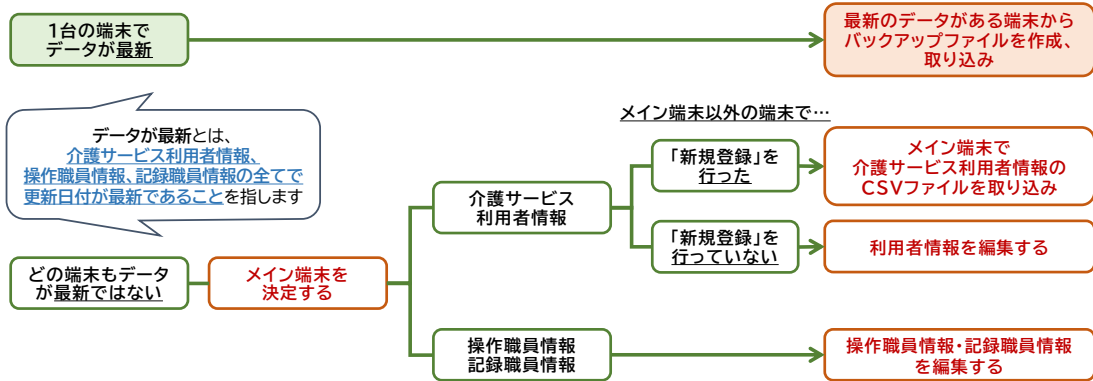 1台の端末で
データが最新
最新のデータがある端末から
バックアップファイルを作成、
取り込み
データが最新とは、
介護サービス利用者情報、
操作職員情報、記録職員情報の全てで
更新日付が最新であることを指します
メイン端末以外の端末で…
「新規登録」を
行った
メイン端末で
介護サービス利用者情報の
CSVファイルを取り込み
介護サービス
利用者情報
「新規登録」を
行っていない
利用者情報を編集する
どの端末もデータ
が最新ではない
メイン端末を
決定する
操作職員情報
記録職員情報
操作職員情報・記録職員情報
を編集する